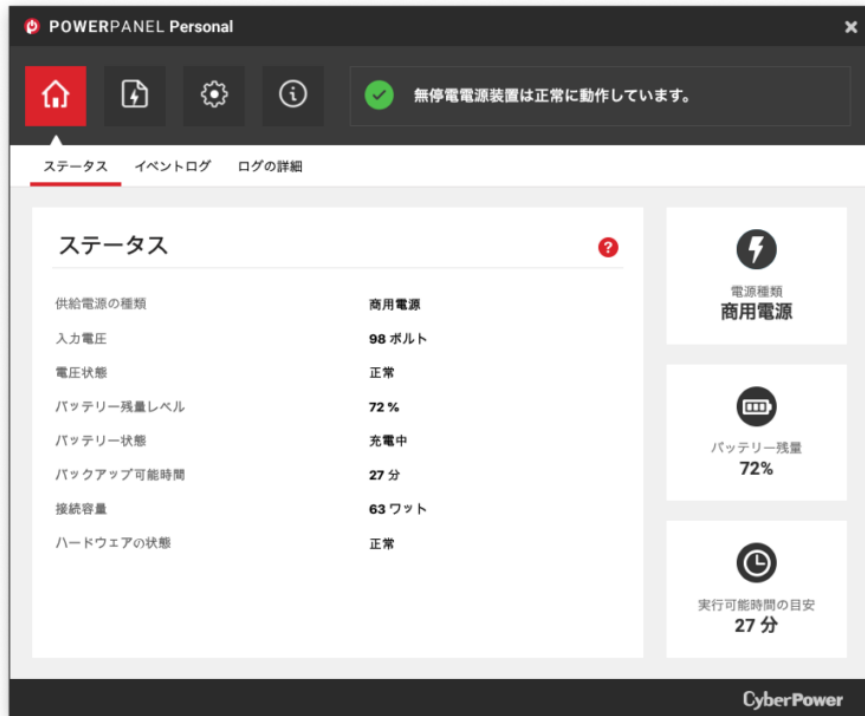 POWERPANEL Personal
無停電電源装置は正常に動作しています。
ステータス イベントログ ログの詳細
ステータス
供給電源の種類 商用電源
入力電圧 98 ボルト
電圧状態 正常
バッテリー残量レベル 72 %
バッテリー状態 充電中
バックアップ可能時間 27 分
接続容量 63 ワット
ハードウェアの状態 正常
電源種類
商用電源
バッテリー残量
72%
実行可能時間の目安
27 分
CyberPower